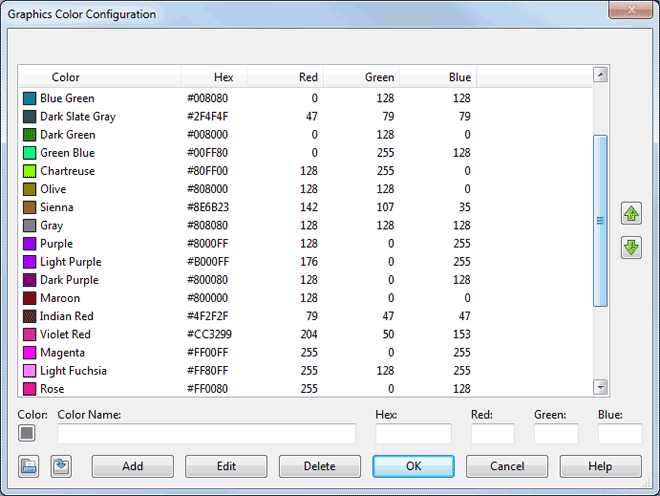 Graphics Color Configuration
Color Hex Red Green Blue
Blue Green #008080 0 128 128
Dark Slate Gray #2F4F4F 47 79 79
Dark Green #008000 0 128 0
Green Blue #00FF80 0 255 128
Chartreuse #80FF00 128 255 0
Olive #808000 128 128 0
Sienna #8E6B23 142 107 35
Gray #808080 128 128 128
Purple #8000FF 128 0 255
Light Purple #B000FF 176 0 255
Dark Purple #800080 128 0 128
Maroon #800000 128 0 0
Indian Red #4F2F2F 79 47 47
Violet Red #CC3299 204 50 153
Magenta #FF00FF 255 0 255
Light Fuchsia #FF80FF 255 128 255
Rose #FF0080 255 0 128
Color: Color Name: Hex: Red: Green: Blue:
Add Edit Delete OK Cancel Help